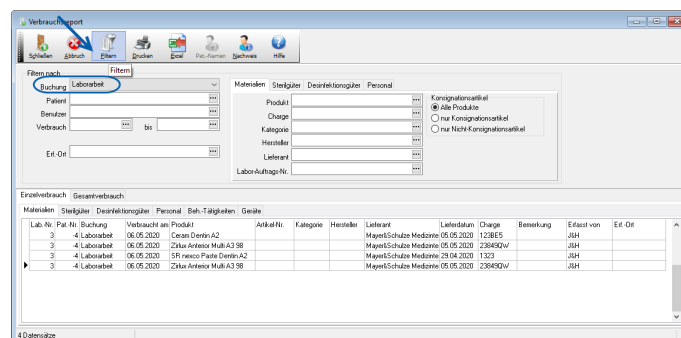 Verbrauchsreport
Schließen Abbruch Filtern Drucken Excel Pat.-Namen Nachweis Hilfe
Filtern
Filtern nach
Buchung Laborarbeit
Patient
Benutzer
Verbrauch bis
Erf.-Ort
Materialien Sterilgüter Desinfektionsgüter Personal
Produkt
Charge
Kategorie
Hersteller
Lieferant
Labor-Auftrags-Nr.
Konsignationsartikel
Alle Produkte
nur Konsignationsartikel
nur Nicht-Konsignationsartikel
Einzelverbrauch Gesamtverbrauch
Materialien Sterilgüter Desinfektionsgüter Personal Beh.-Tätigkeiten Geräte
Lab.-Nr. Pat.-Nr. Buchung Verbraucht am Produkt Artikel-Nr. Kategorie Hersteller Lieferant Lieferdatum Charge Bemerkung Erfasst von Erf.-Ort
3 -4 Laborarbeit 06.05.2020 Ceram Dentin A2 Mayer&Schulze Medizinte 05.05.2020 123BE5 J&H
3 -4 Laborarbeit 06.05.2020 Zirlux Anterior Multi A3 98 Mayer&Schulze Medizinte 05.05.2020 23849QW J&H
3 -4 Laborarbeit 06.05.2020 SR nexco Paste Dentin A2 Mayer&Schulze Medizinte 29.04.2020 1323 J&H
3 -4 Laborarbeit 06.05.2020 Zirlux Anterior Multi A3 98 Mayer&Schulze Medizinte 05.05.2020 23849QW J&H
4 Datensätze